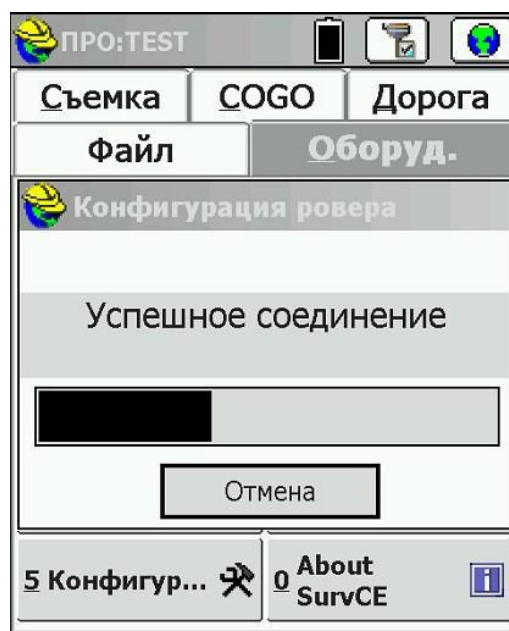 ПРО:TEST
Съемка COGO Дорога
Файл Оборуд.
Конфигурация ровера
Успешное соединение
Отмена
5 Конфигур... 0 About SurvCE